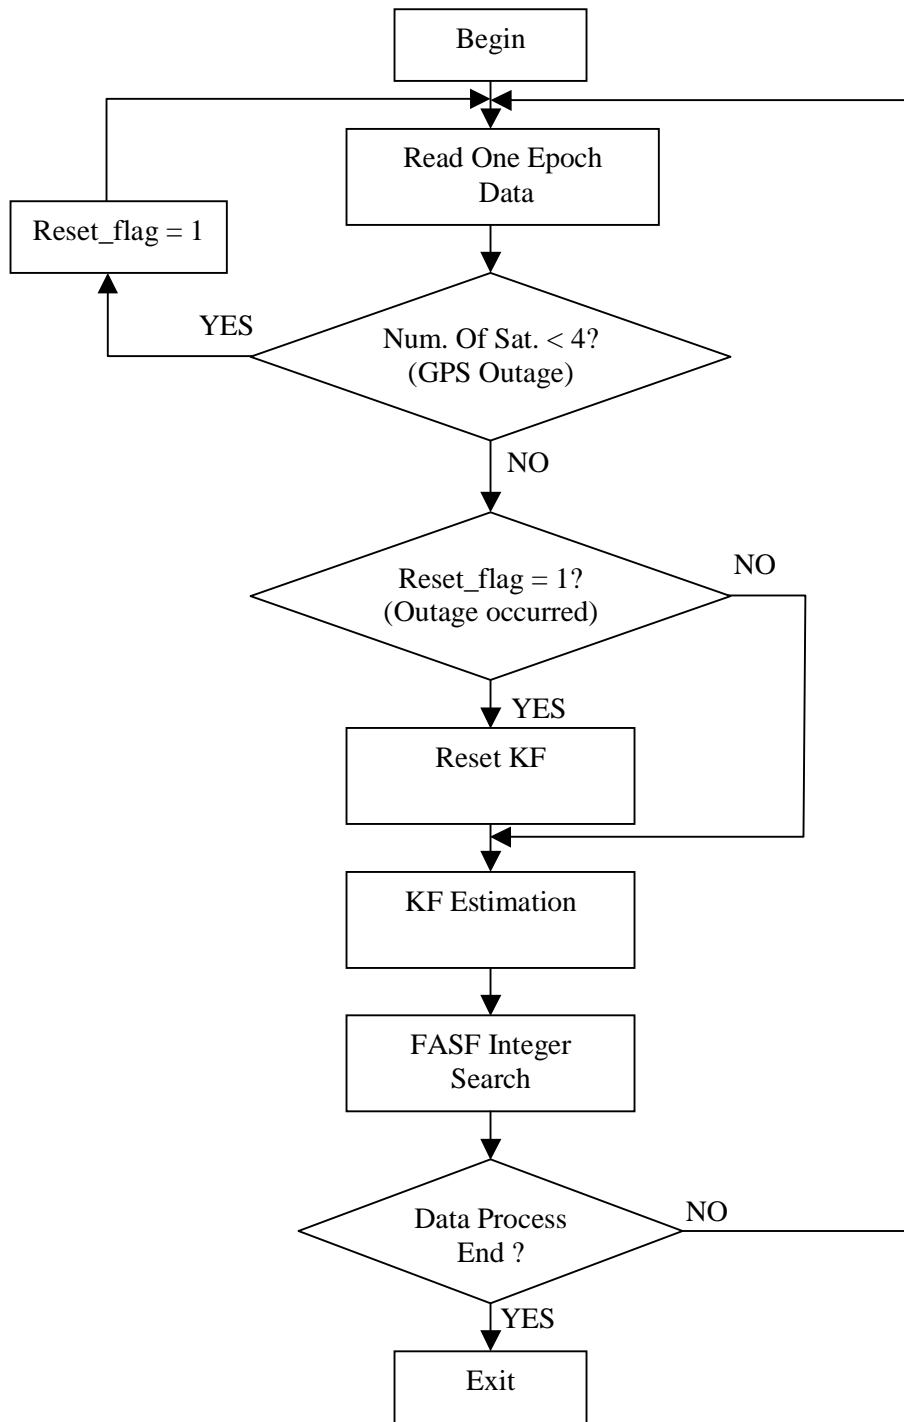 Begin
Read One Epoch
Data
Reset_flag = 1
YES
Num. Of Sat. < 4?
(GPS Outage)
NO
Reset_flag = 1?
(Outage occurred)
NO
YES
Reset KF
KF Estimation
FASF Integer
Search
Data Process
End ?
NO
YES
Exit